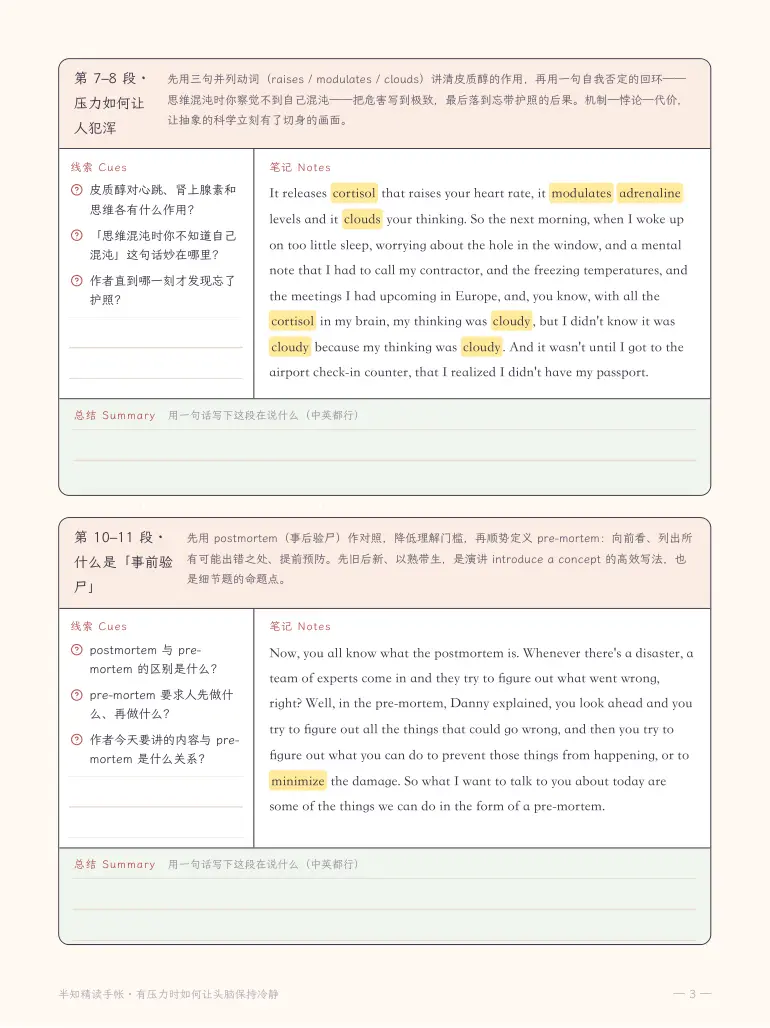 第 7–8 段·
压力如何让
人犯浑
先用三句并列动词（raises / modulates / clouds）讲清皮质醇的作用，再用一句自我否定的回环——
思维混沌时你察觉不到自己混沌——把危害写到极致，最后落到忘带护照的后果。机制—悖论—代价，
让抽象的科学立刻有了切身的画面。
线索 Cues
皮质醇对心跳、肾上腺素和
思维各有什么作用？
「思维混沌时你不知道自己
混沌」这句话妙在哪里？
作者直到哪一刻才发现忘了
护照？
笔记 Notes
It releases cortisol that raises your heart rate, it modulates adrenaline
levels and it clouds your thinking. So the next morning, when I woke up
on too little sleep, worrying about the hole in the window, and a mental
note that I had to call my contractor, and the freezing temperatures, and
the meetings I had upcoming in Europe, and, you know, with all the
cortisol in my brain, my thinking was cloudy, but I didn't know it was
cloudy because my thinking was cloudy. And it wasn't until I got to the
airport check-in counter, that I realized I didn't have my passport.
总结 Summary 用一句话写下这段在说什么（中英都行）
第 10–11 段·
什么是「事前验
尸」
先用 postmortem（事后验尸）作对照，降低理解门槛，再顺势定义 pre-mortem：向前看、列出所
有可能出错之处、提前预防。先旧后新、以熟带生，是演讲 introduce a concept 的高效写法，也
是细节题的命题点。
线索 Cues
postmortem 与 pre-
mortem 的区别是什么？
pre-mortem 要求人先做什
么、再做什么？
作者今天要讲的内容与 pre-
mortem 是什么关系？
笔记 Notes
Now, you all know what the postmortem is. Whenever there's a disaster, a
team of experts come in and they try to figure out what went wrong,
right? Well, in the pre-mortem, Danny explained, you look ahead and you
try to figure out all the things that could go wrong, and then you try to
figure out what you can do to prevent those things from happening, or to
minimize the damage. So what I want to talk to you about today are
some of the things we can do in the form of a pre-mortem.
总结 Summary 用一句话写下这段在说什么（中英都行）
半知精读手帐·有压力时如何让头脑保持冷静
— 3 —